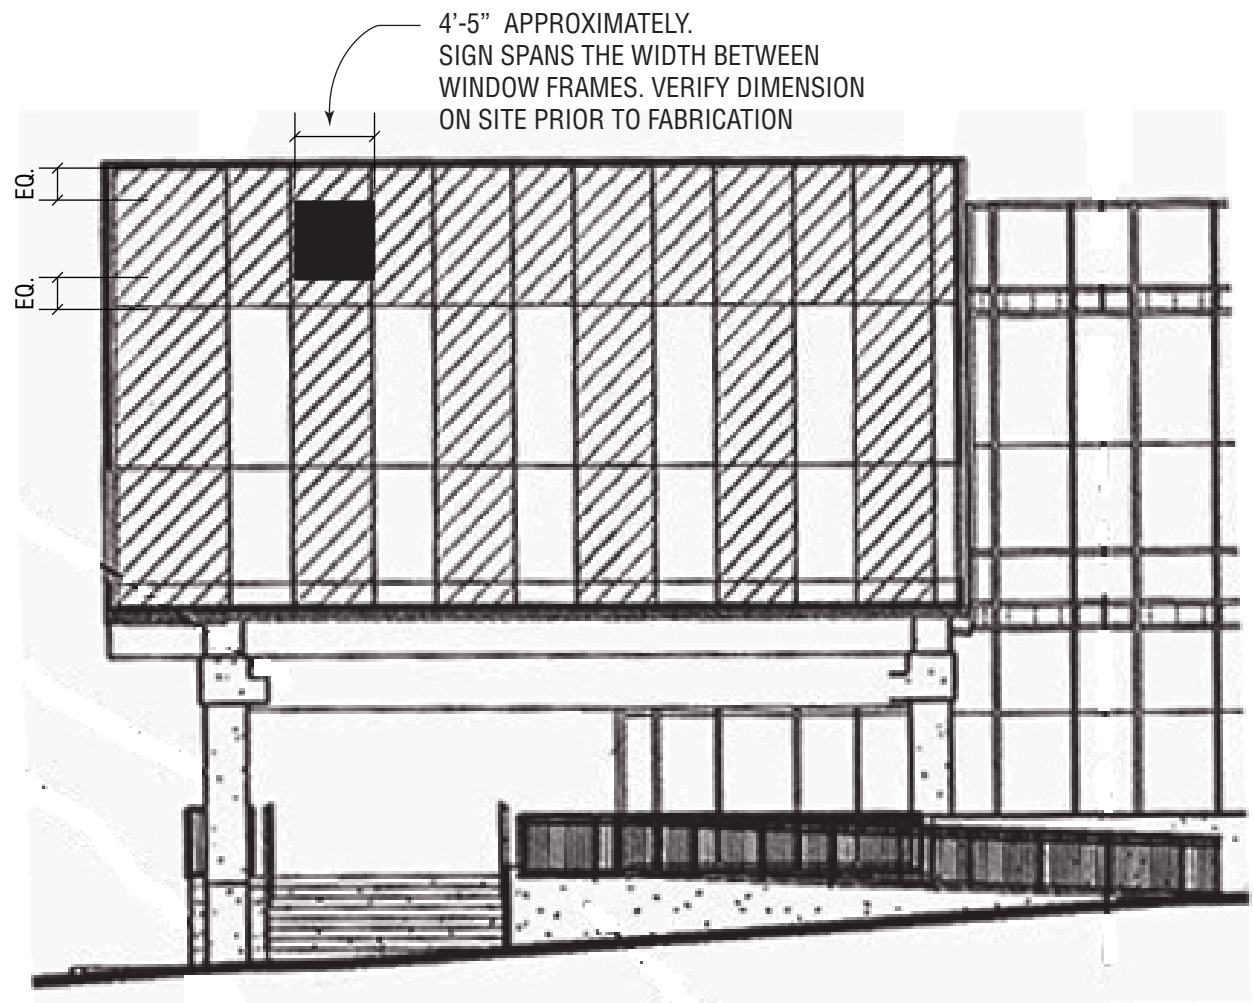 4'-5” APPROXIMATELY.
SIGN SPANS THE WIDTH BETWEEN
WINDOW FRAMES. VERIFY DIMENSION
ON SITE PRIOR TO FABRICATION
EQ.
EQ.